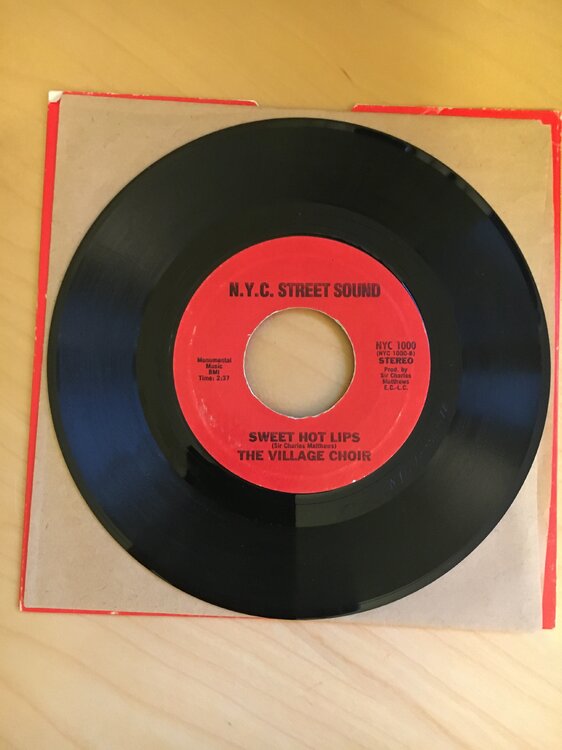 N.Y.C. STREET SOUND
NYC 1000
(NYC 1000-B)
STEREO
Prod. by
Sir Charles
Matthews
E.C.-L.C.
Monumental
Music
BMI
Time: 2:37
SWEET HOT LIPS
(Sir Charles Matthews)
THE VILLAGE CHOIR